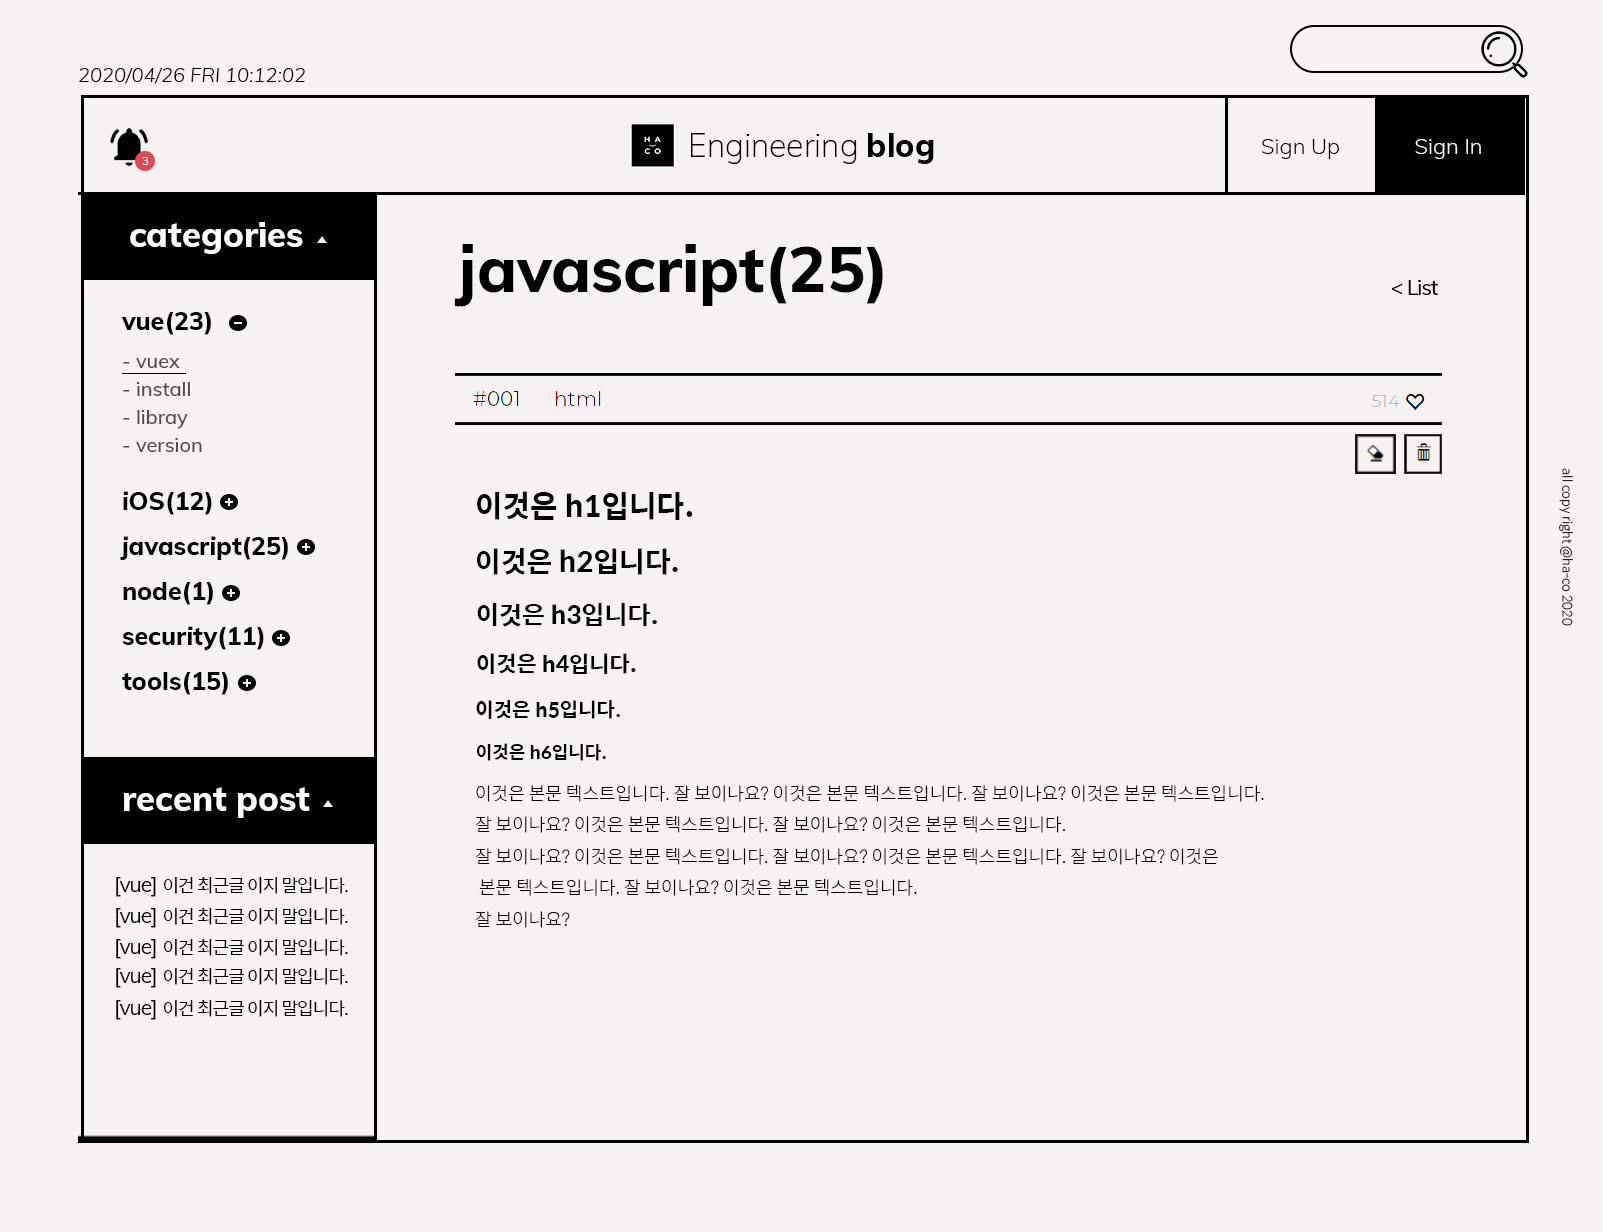 2020/04/26 FRI 10:12:02
3
HA
CO
Engineering blog
Sign Up
Sign In
categories
vue(23)
- vuex
- install
- libray
- version
iOS(12)
javascript(25)
node(1)
security(11)
tools(15)
recent post
[vue] 이건 최근글 이지 말입니다.
[vue] 이건 최근글 이지 말입니다.
[vue] 이건 최근글 이지 말입니다.
[vue] 이건 최근글 이지 말입니다.
[vue] 이건 최근글 이지 말입니다.
javascript(25)
< List
#001 html
514
이것은 h1입니다.
이것은 h2입니다.
이것은 h3입니다.
이것은 h4입니다.
이것은 h5입니다.
이것은 h6입니다.
이것은 본문 텍스트입니다. 잘 보이나요? 이것은 본문 텍스트입니다. 잘 보이나요? 이것은 본문 텍스트입니다.
잘 보이나요? 이것은 본문 텍스트입니다. 잘 보이나요? 이것은 본문 텍스트입니다.
잘 보이나요? 이것은 본문 텍스트입니다. 잘 보이나요? 이것은 본문 텍스트입니다. 잘 보이나요? 이것은
본문 텍스트입니다. 잘 보이나요? 이것은 본문 텍스트입니다.
잘 보이나요?
all copy right @ha-co 2020